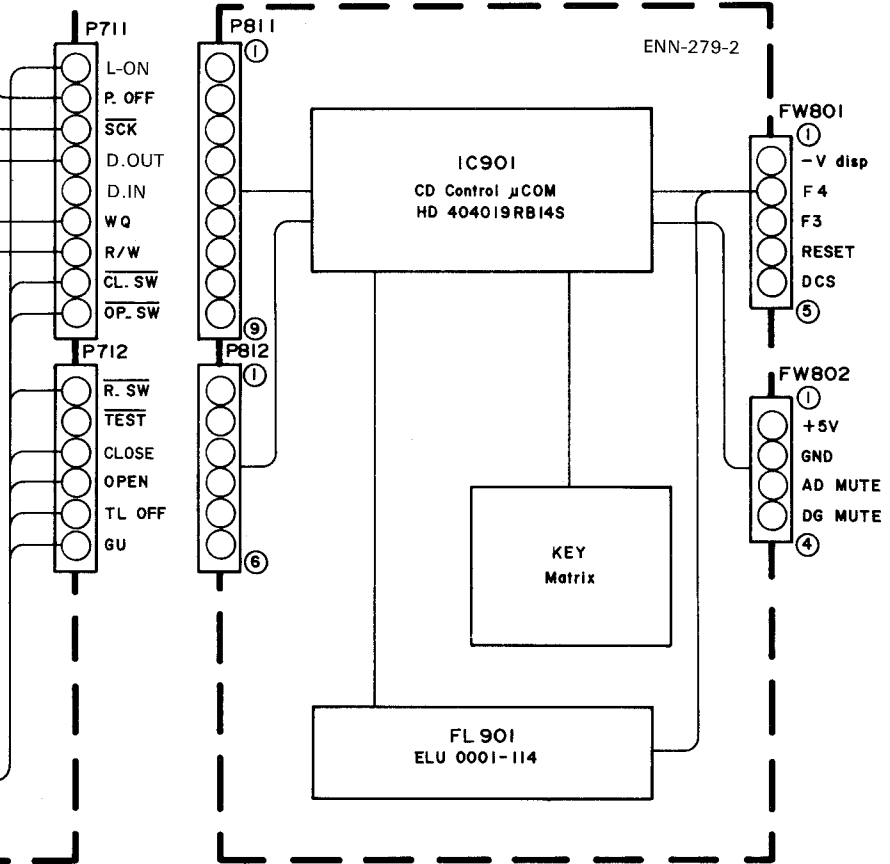 P711
L-ON
P. OFF
SCK
D.OUT
D.IN
WQ
R/W
CL. SW
OP. SW
P712
R. SW
TEST
CLOSE
OPEN
TL OFF
GU
P811
1
9
P812
1
6
ENN-279-2
IC901
CD Control μCOM
HD 404019RB14S
KEY
Matrix
FL 901
ELU 0001-114
FW801
1
-V disp
F4
F3
RESET
DCS
5
FW802
1
+5V
GND
AD MUTE
DG MUTE
4